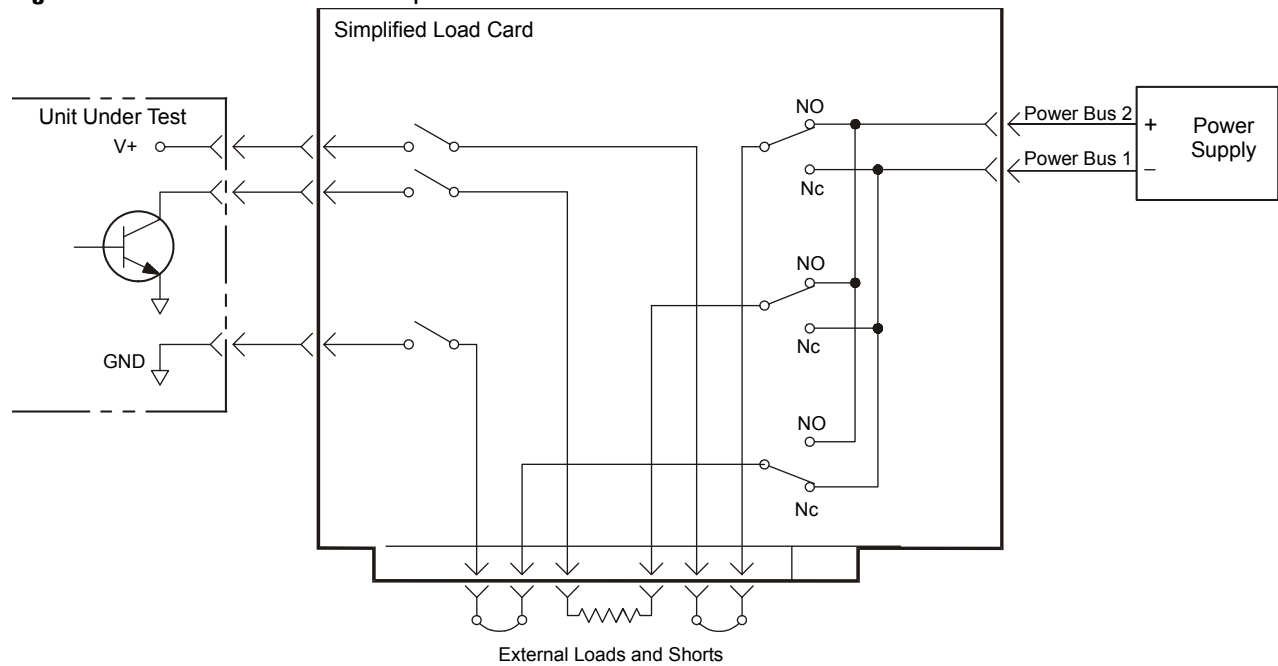 Simplified Load Card
Unit Under Test
V+
GND
NO
Nc
NO
Nc
NO
Nc
Power Bus 2
Power Bus 1
+
−
Power
Supply
External Loads and Shorts